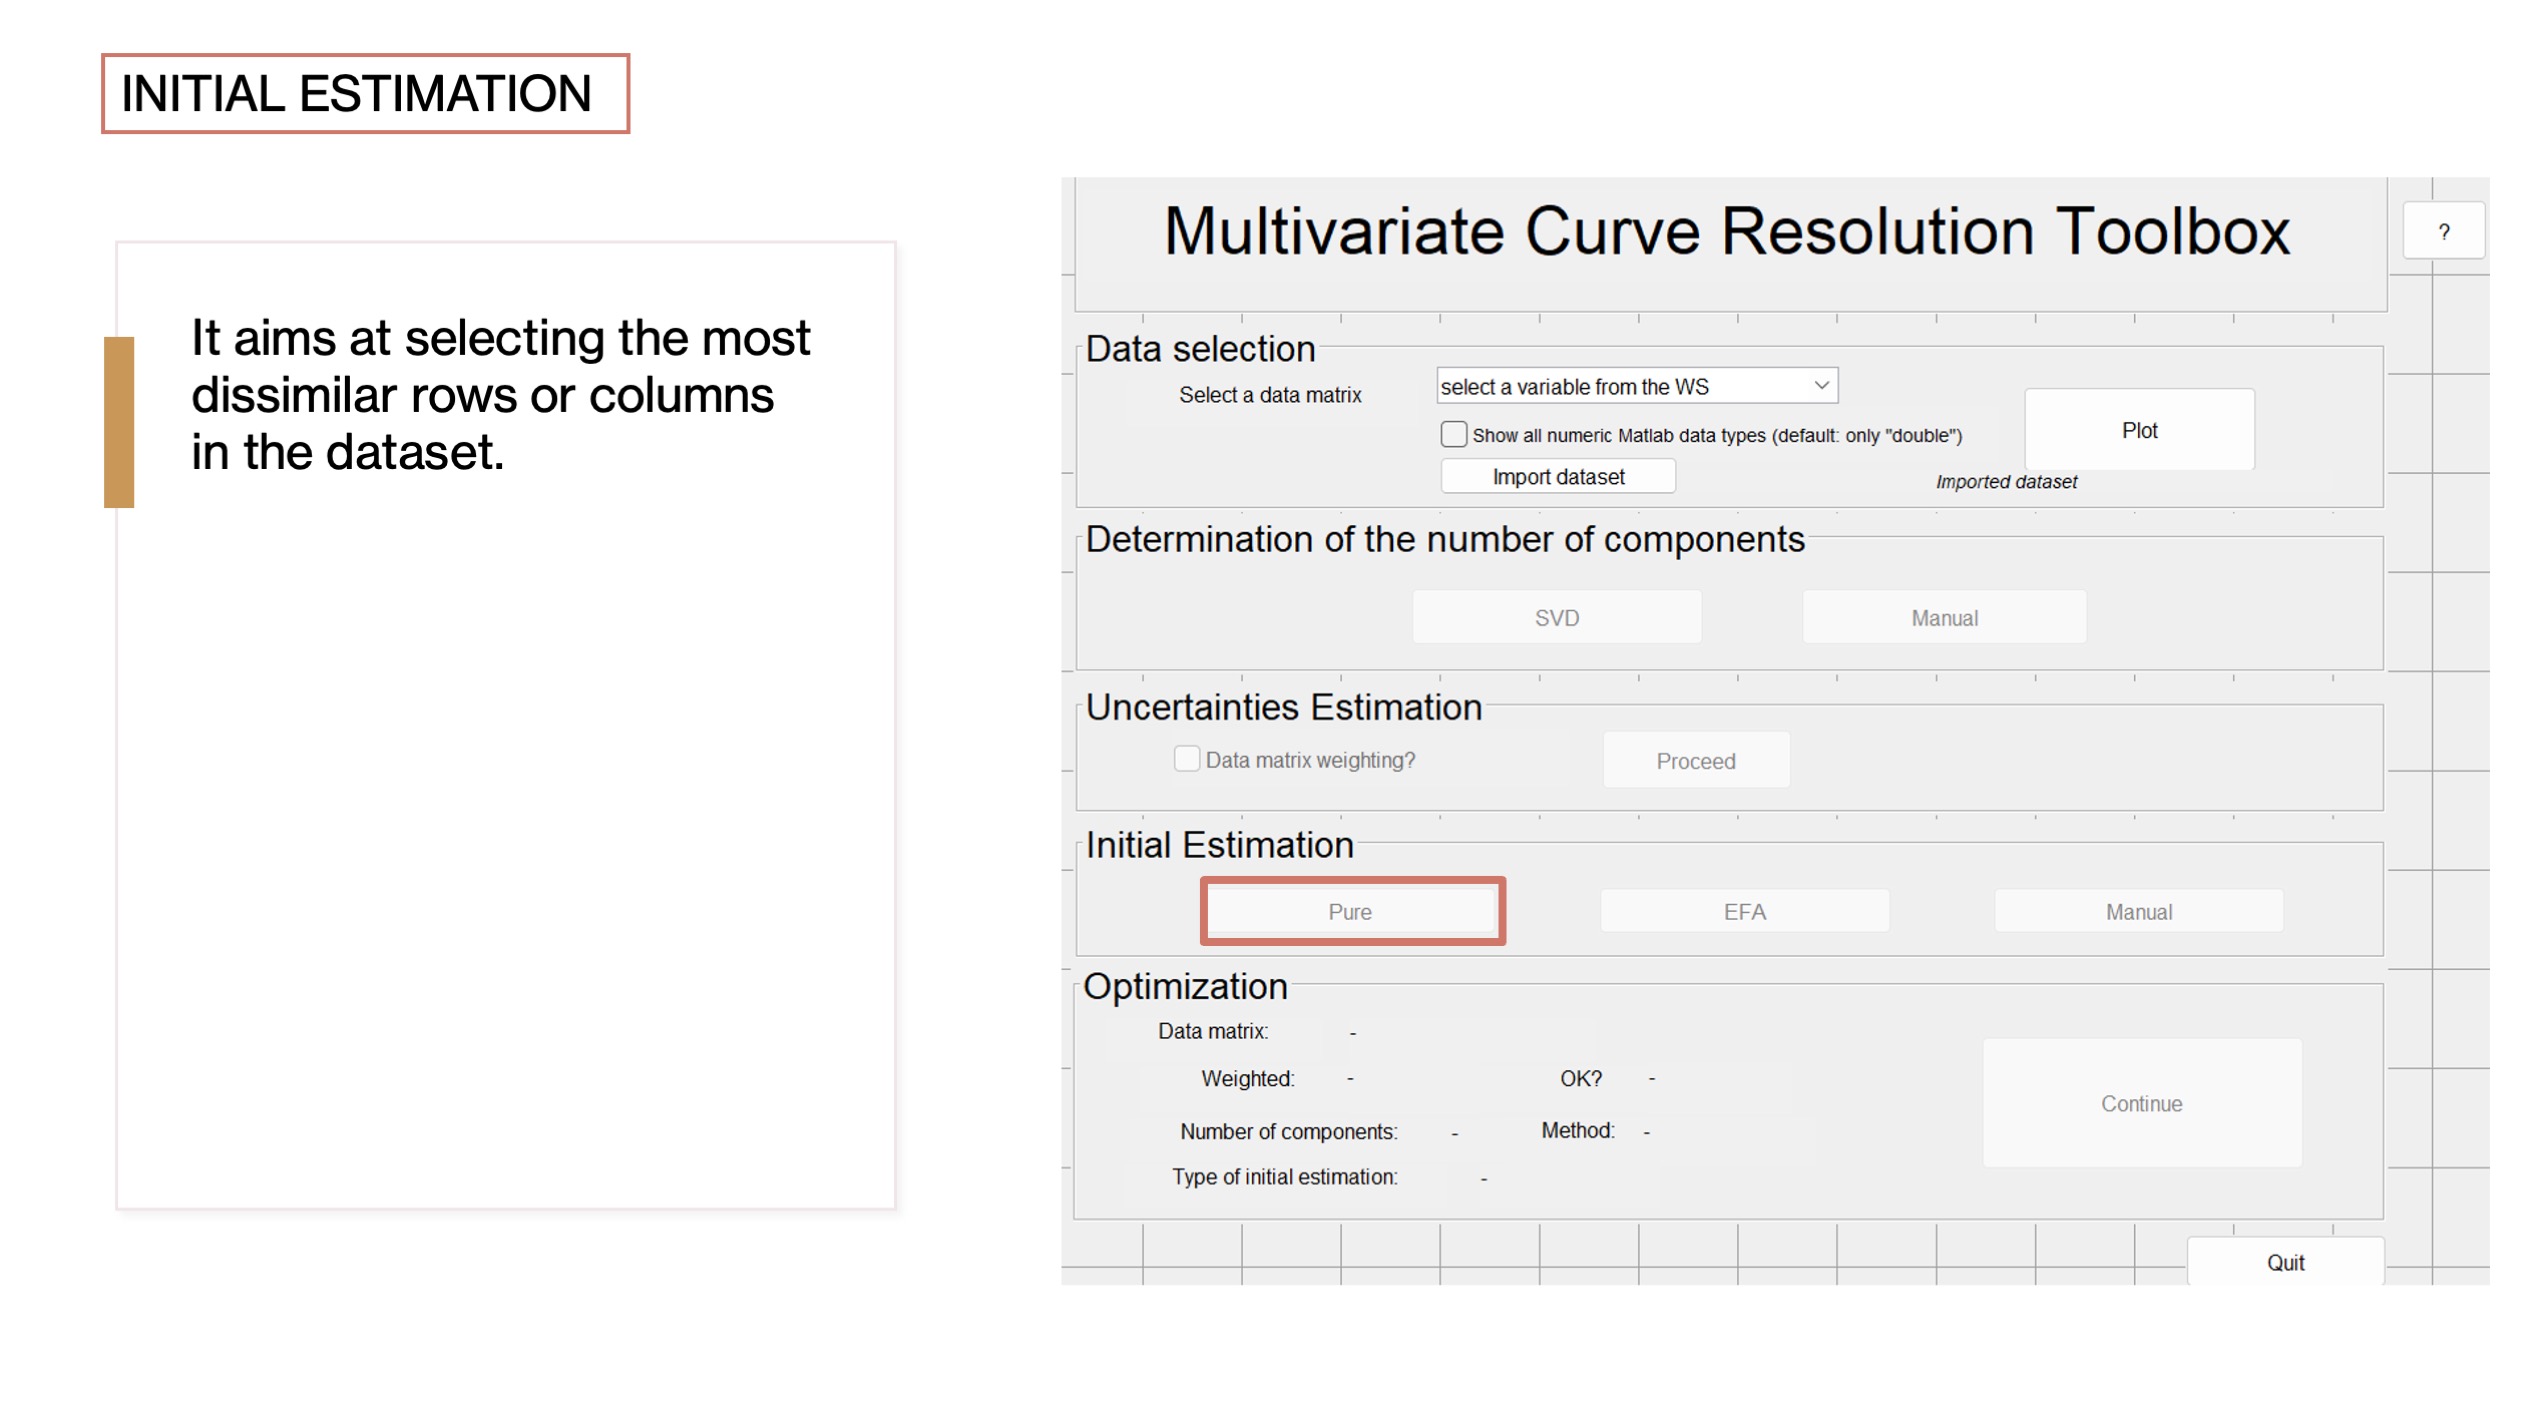 INITIAL ESTIMATION
It aims at selecting the most
dissimilar rows or columns
in the dataset.
Multivariate Curve Resolution Toolbox
?
Data selection
Select a data matrix
select a variable from the WS
Show all numeric Matlab data types (default: only "double")
Plot
Import dataset
Imported dataset
Determination of the number of components
SVD
Manual
Uncertainties Estimation
Data matrix weighting?
Proceed
Initial Estimation
Pure
EFA
Manual
Optimization
Data matrix: -
Weighted: -
OK? -
Number of components: -
Method: -
Type of initial estimation: -
Continue
Quit